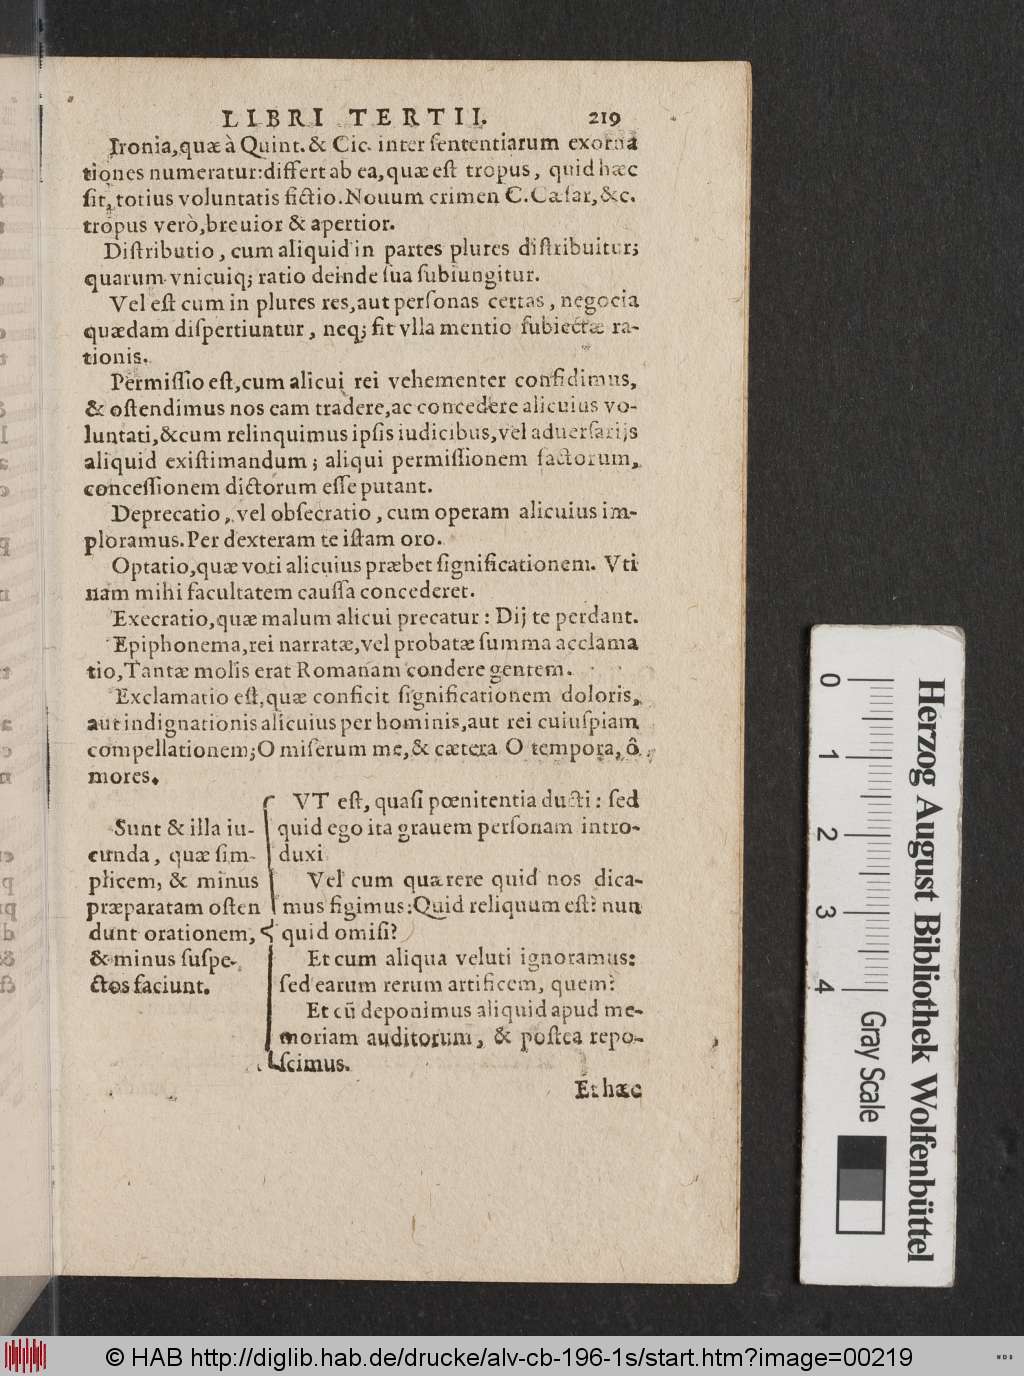 LIBRI TERTII. 219
Ironia,quæ à Quint.& Cic. inter ſententiarum exorna
tiones numeratur:differt ab ea,quæ eſt tropus, quid hæc
ſit, totius voluntatis fictio.Nouum crimen C.Cæſar,&c.
tropus verò,breuior & apertior.
Diſtributio, cum aliquid in partes plures diſtribuitur;
quarum vnicuiq; ratio deinde ſua ſubiungitur.
Vel eſt cum in plures res,aut perſonas certas, negocia
quædam diſpertiuntur, neq; fit vlla mentio ſubiectæ ra-
tionis.
Permiſſio eſt,cum alicui rei vehementer confidimus,
& oſtendimus nos eam tradere,ac concedere alicuius vo-
luntati,&cum relinquimus ipſis iudicibus,vel aduerſarijs
aliquid exiſtimandum; aliqui permiſſionem factorum,
conceſſionem dictorum eſſe putant.
Deprecatio, vel obſecratio, cum operam alicuius im-
ploramus.Per dexteram te iſtam oro.
Optatio,quæ voti alicuius præbet ſignificationem. Vti
nam mihi facultatem cauſſa concederet.
Execratio,quæ malum alicui precatur: Dij te perdant.
Epiphonema,rei narratæ,vel probatæ ſumma acclama
tio,Tantæ molis erat Romanam condere gentem.
Exclamatio eſt,quæ conficit ſignificationem doloris,
aut indignationis alicuius per hominis,aut rei cuiuſpiam
compellationem;O miſerum me,& cætera O tempora, ô
mores.
Sunt & illa iu-
cunda, quæ ſim-
plicem, & minus
præparatam oſten
dunt orationem,
& minus ſuſpe-
ctos faciunt.
VT eſt, quaſi pœnitentia ducti: ſed
quid ego ita grauem perſonam intro-
duxi
Vel cum quærere quid nos dica-
mus figimus:Quid reliquum eſt? nun
quid omiſi?
Et cum aliqua veluti ignoramus:
ſed earum rerum artificem, quem?
Et cū deponimus aliquid apud me-
moriam auditorum, & poſtea repo-
ſcimus.
Et hæc
0 1 2 3 4
Gray Scale
Herzog August Bibliothek Wolfenbüttel
© HAB http://diglib.hab.de/drucke/alv-cb-196-1s/start.htm?image=00219